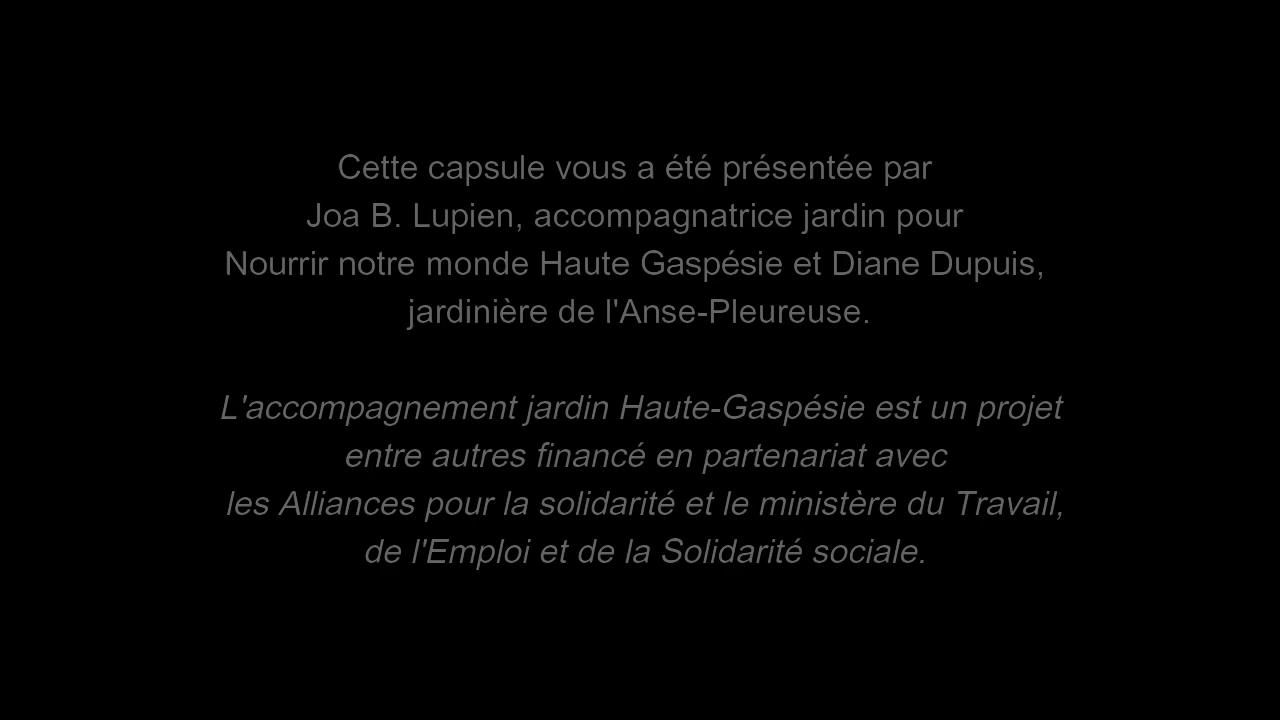 Cette capsule vous a été présentée par
Joa B. Lupien, accompagnatrice jardin pour
Nourrir notre monde Haute Gaspésie et Diane Dupuis,
jardinière de l'Anse-Pleureuse.
L'accompagnement jardin Haute-Gaspésie est un projet
entre autres financé en partenariat avec
les Alliances pour la solidarité et le ministère du Travail,
de l'Emploi et de la Solidarité sociale.